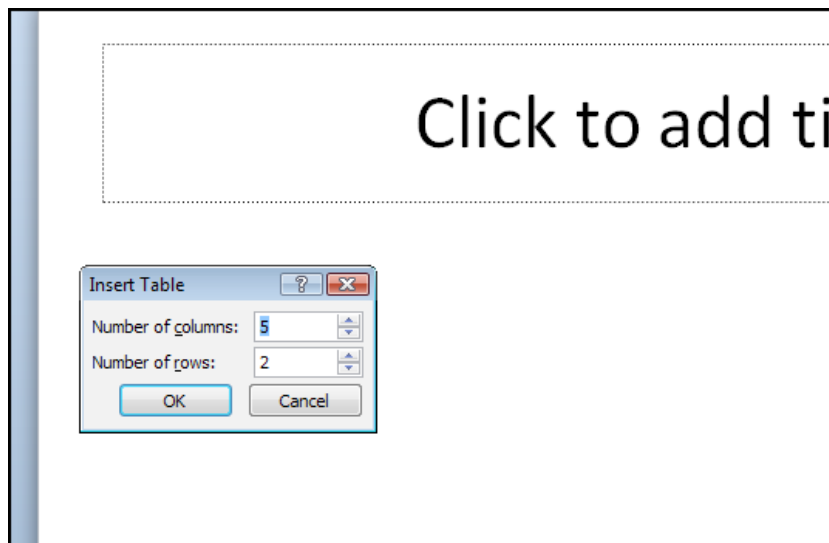 Click to add ti
Insert Table
Number of columns: 5
Number of rows: 2
OK Cancel